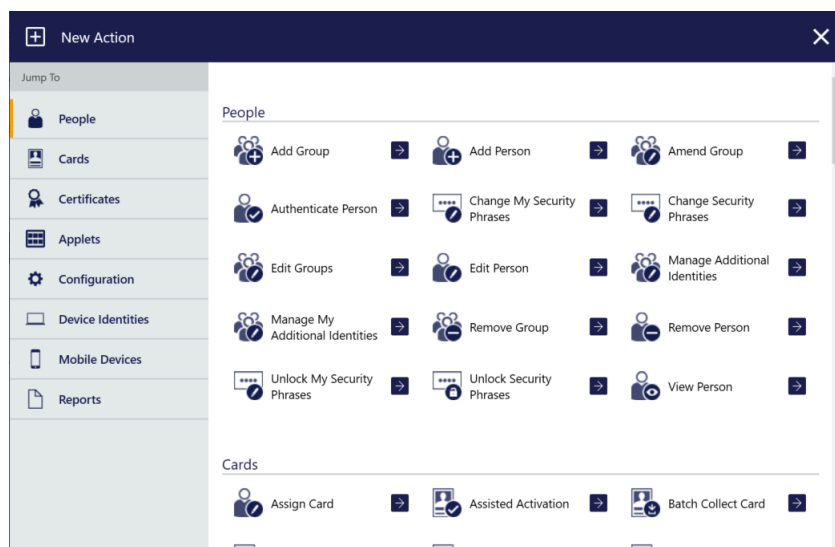 New Action
Jump To
People
Cards
Certificates
Applets
Configuration
Device Identities
Mobile Devices
Reports
People
Add Group
Add Person
Amend Group
Authenticate Person
Change My Security
Phrases
Change Security
Phrases
Edit Groups
Edit Person
Manage Additional
Identities
Manage My
Additional Identities
Remove Group
Remove Person
Unlock My Security
Phrases
Unlock Security
Phrases
View Person
Cards
Assign Card
Assisted Activation
Batch Collect Card